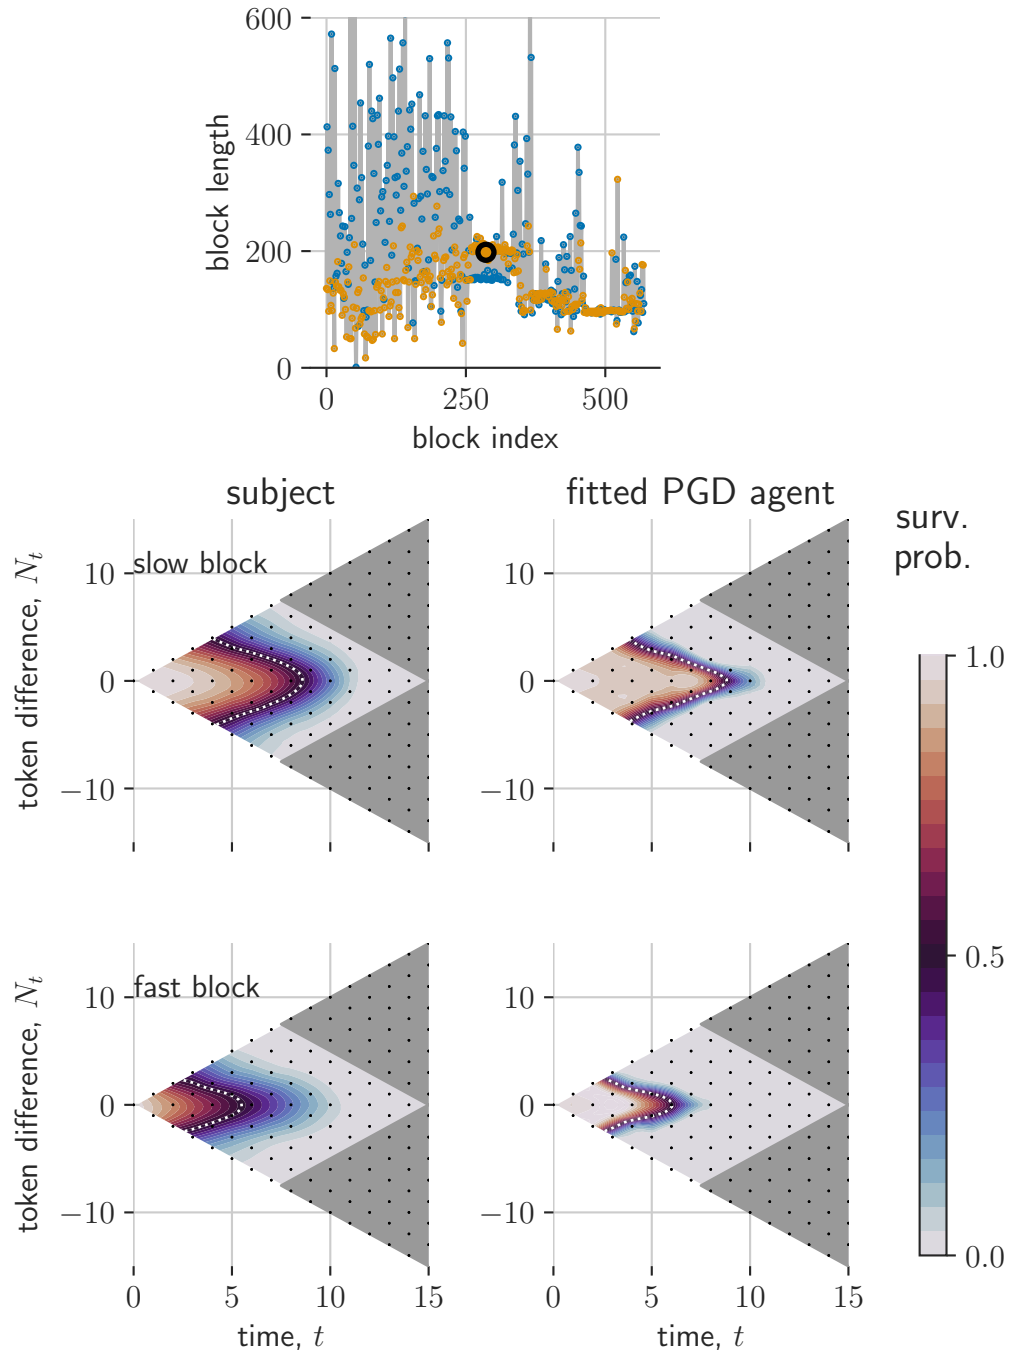 600
400
200
0
block length
0 250 500
block index
subject
fitted PGD agent
surv.
prob.
slow block
10
0
−10
token difference, N_t
10
0
−10
1.0
0.5
0.0
fast block
10
0
−10
token difference, N_t
10
0
−10
0 5 10 15
time, t
0 5 10 15
time, t